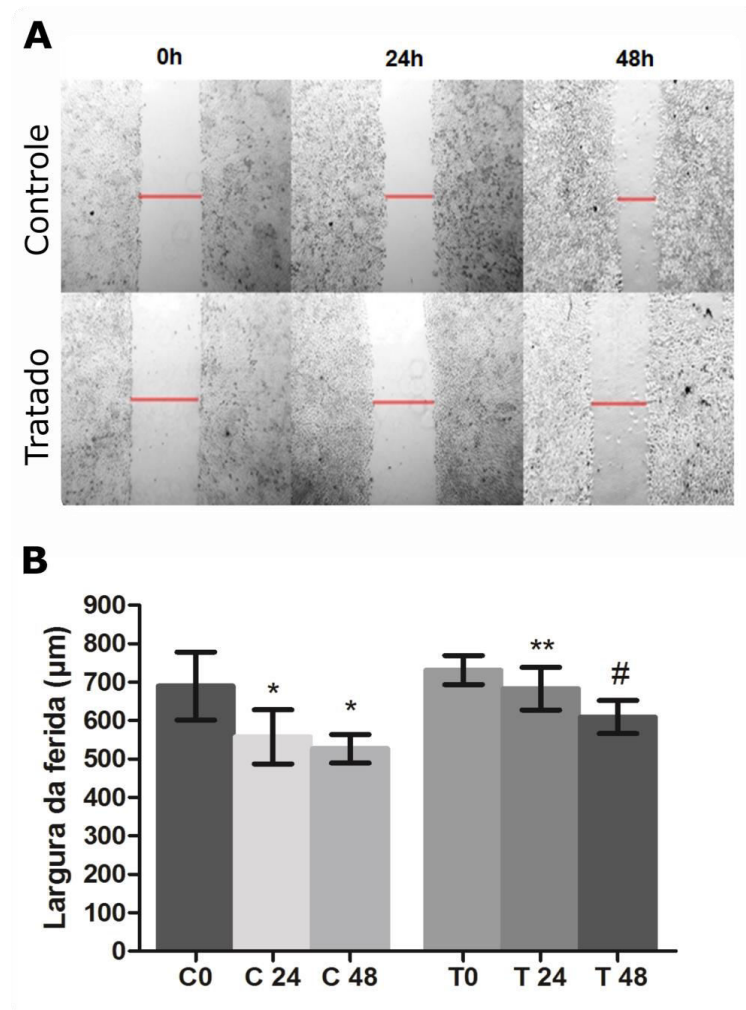 A
0h 24h 48h
Controle
Tratado
B
Largura da ferida (µm)
900
800
700
600
500
400
300
200
100
0
* * ** #
C0 C 24 C 48 T0 T 24 T 48